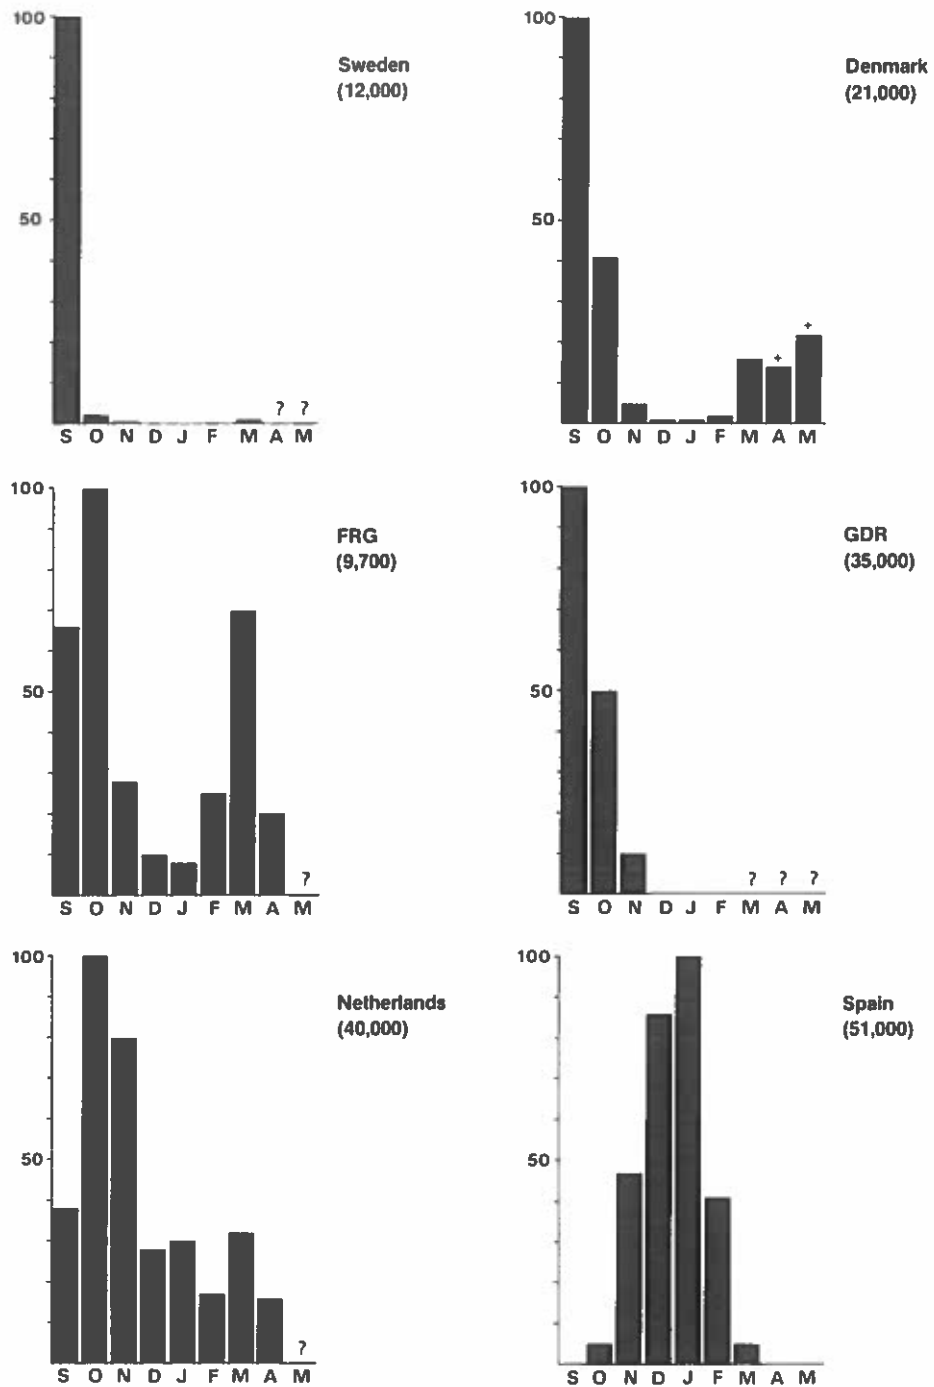 100
50
Sweden
(12,000)
? ?
S O N D J F M A M
100
50
Denmark
(21,000)
+
+
S O N D J F M A M
100
50
FRG
(9,700)
?
S O N D J F M A M
100
50
GDR
(35,000)
? ? ?
S O N D J F M A M
100
50
Netherlands
(40,000)
?
S O N D J F M A M
100
50
Spain
(51,000)
S O N D J F M A M